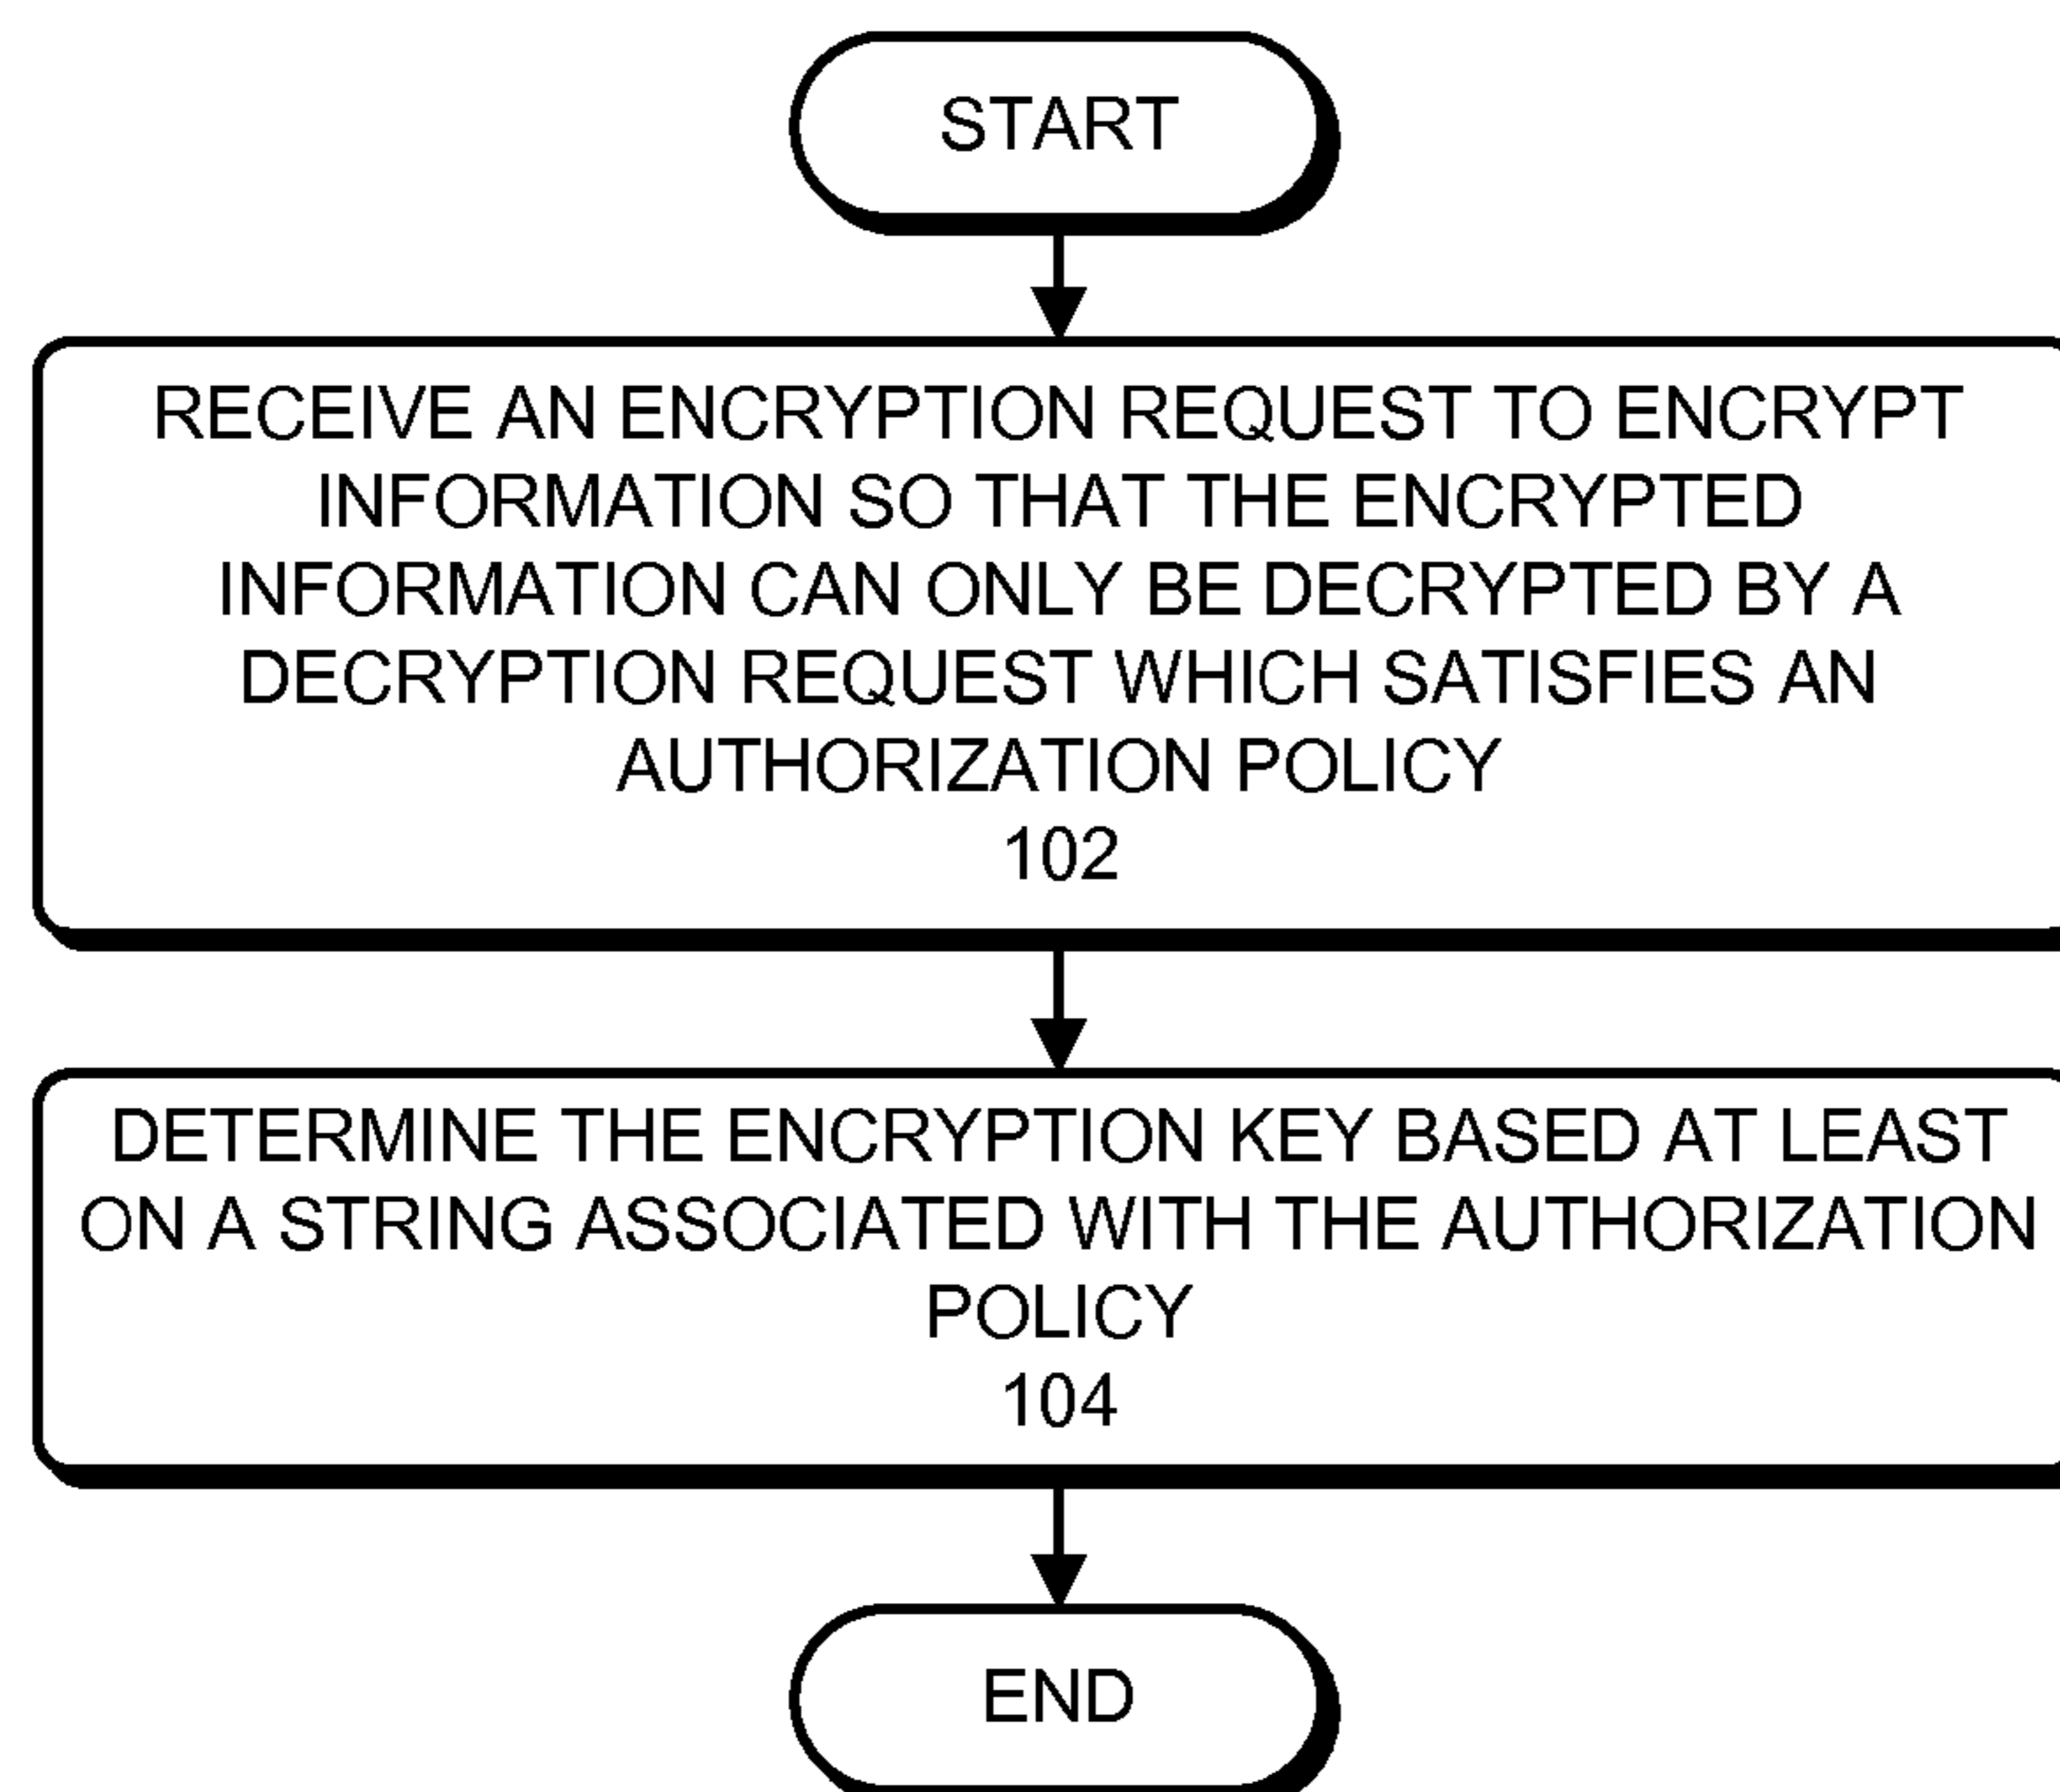 START
RECEIVE AN ENCRYPTION REQUEST TO ENCRYPT
INFORMATION SO THAT THE ENCRYPTED
INFORMATION CAN ONLY BE DECRYPTED BY A
DECRYPTION REQUEST WHICH SATISFIES AN
AUTHORIZATION POLICY
102
DETERMINE THE ENCRYPTION KEY BASED AT LEAST
ON A STRING ASSOCIATED WITH THE AUTHORIZATION
POLICY
104
END